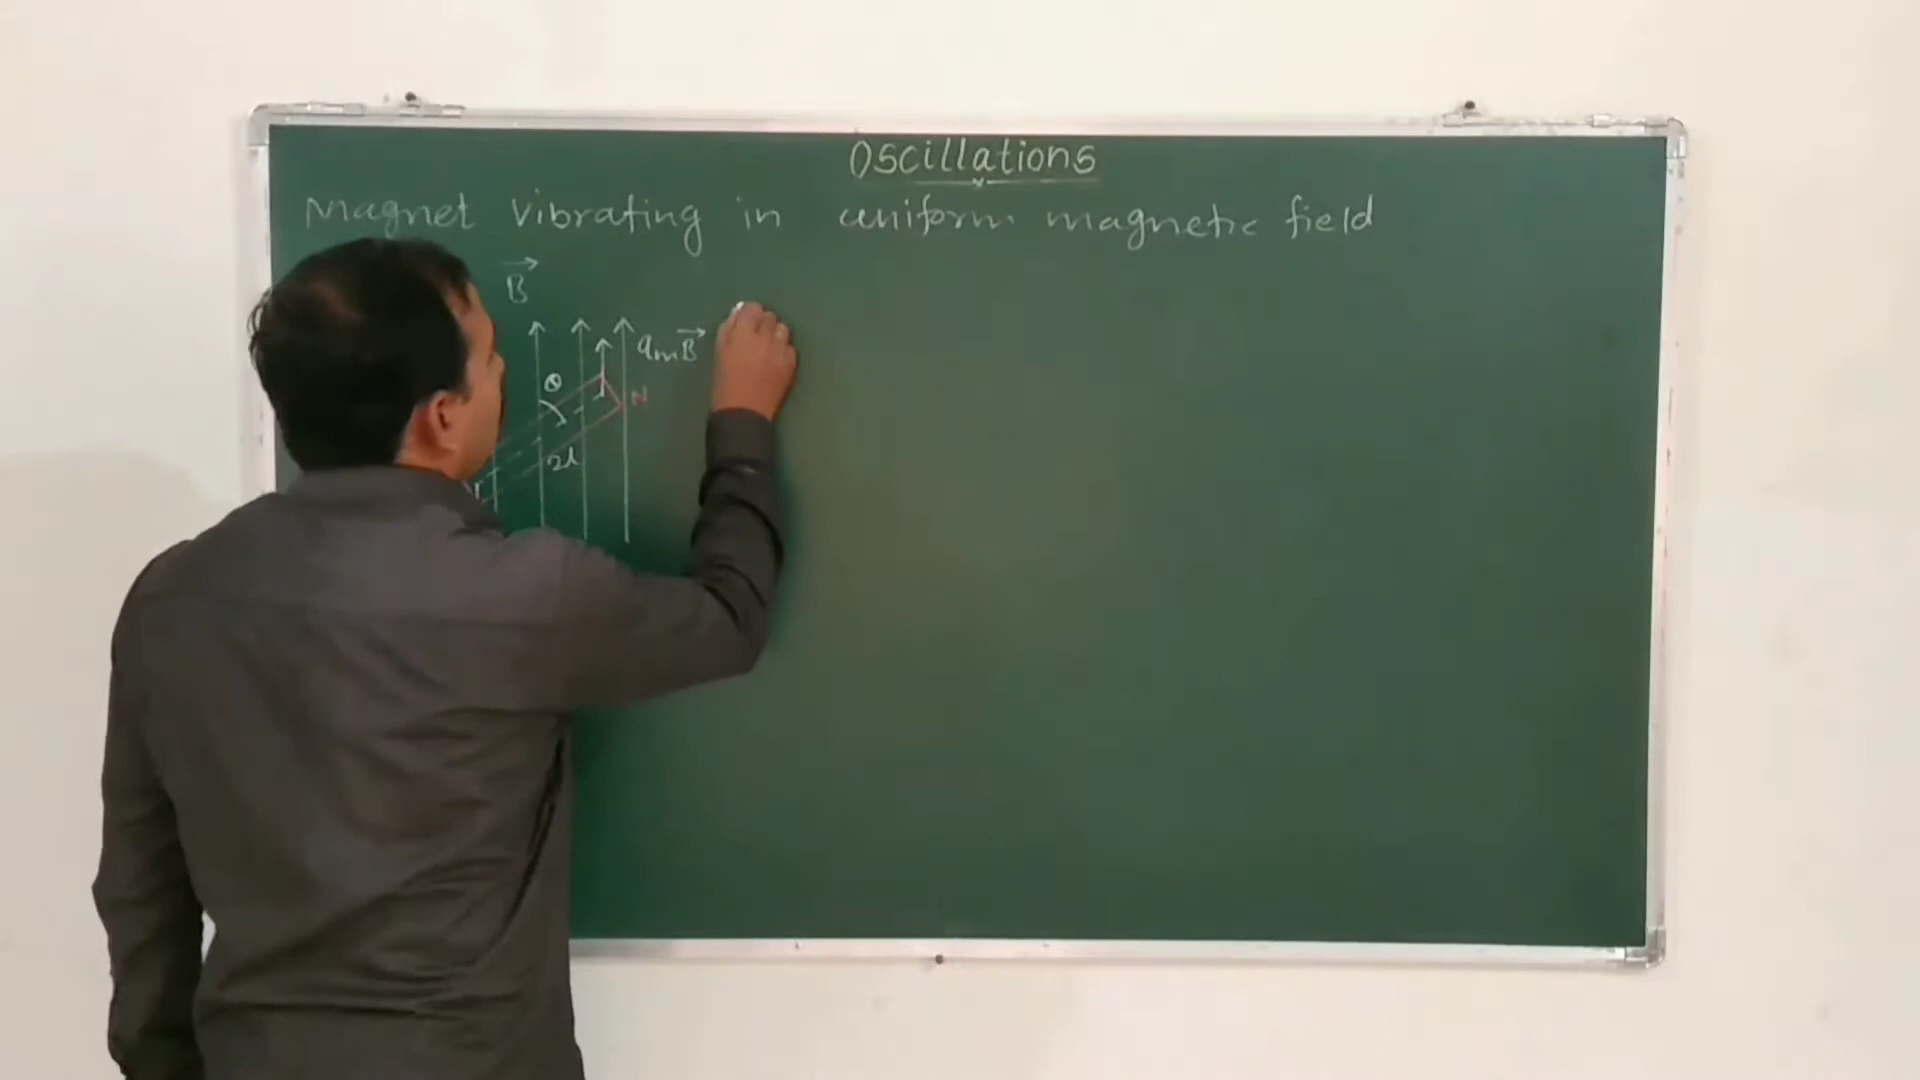 Oscillations
Magnet vibrating in uniform magnetic field
B
qmB
θ
N
2l